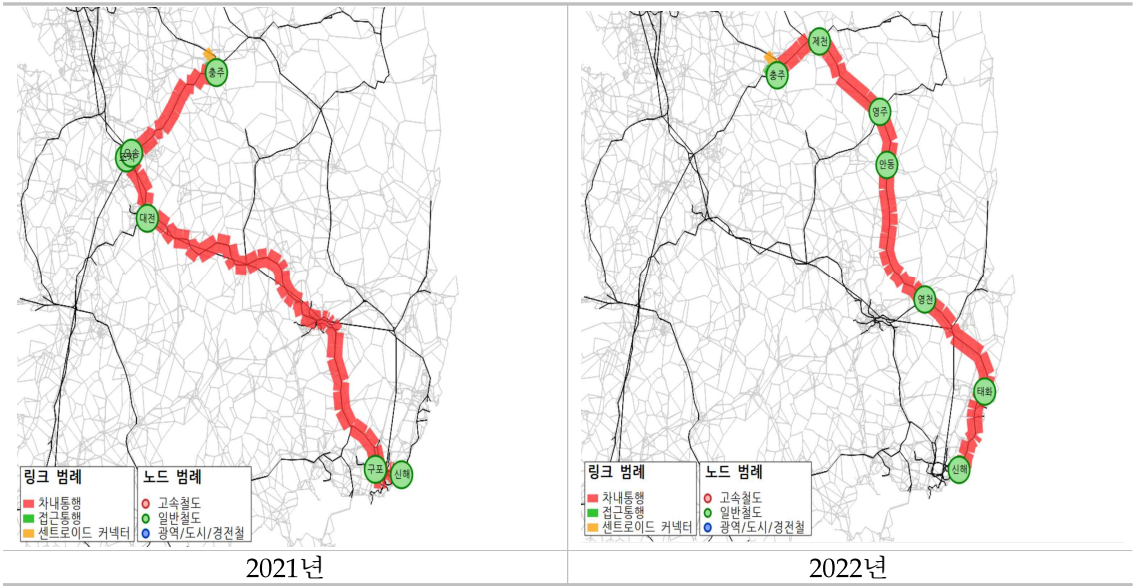 충주
오송
대전
구포
신해
링크 범례
차내통행
접근통행
센트로이드 커넥터
노드 범례
고속철도
일반철도
광역/도시/경전철
2021년
제천
충주
영주
안동
영천
태화
신해
링크 범례
차내통행
접근통행
센트로이드 커넥터
노드 범례
고속철도
일반철도
광역/도시/경전철
2022년